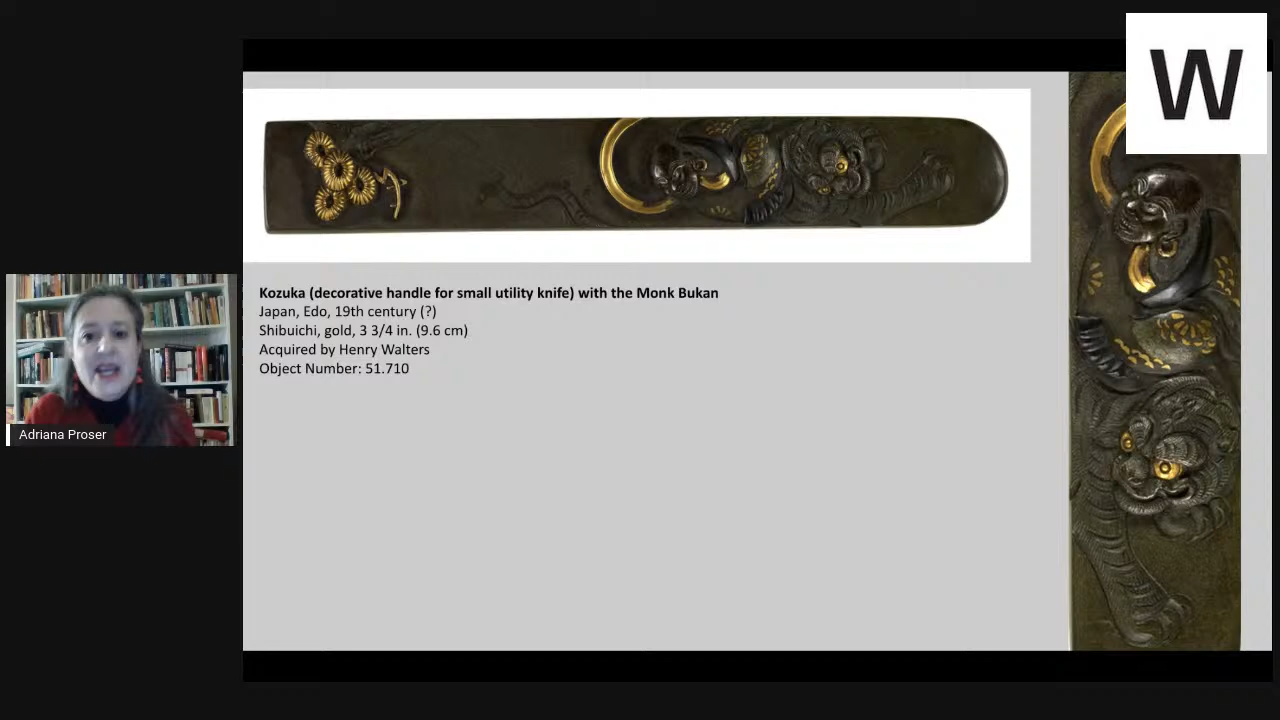 W
Kozuka (decorative handle for small utility knife) with the Monk Bukan
Japan, Edo, 19th century (?)
Shibuichi, gold, 3 3/4 in. (9.6 cm)
Acquired by Henry Walters
Object Number: 51.710
Adriana Proser